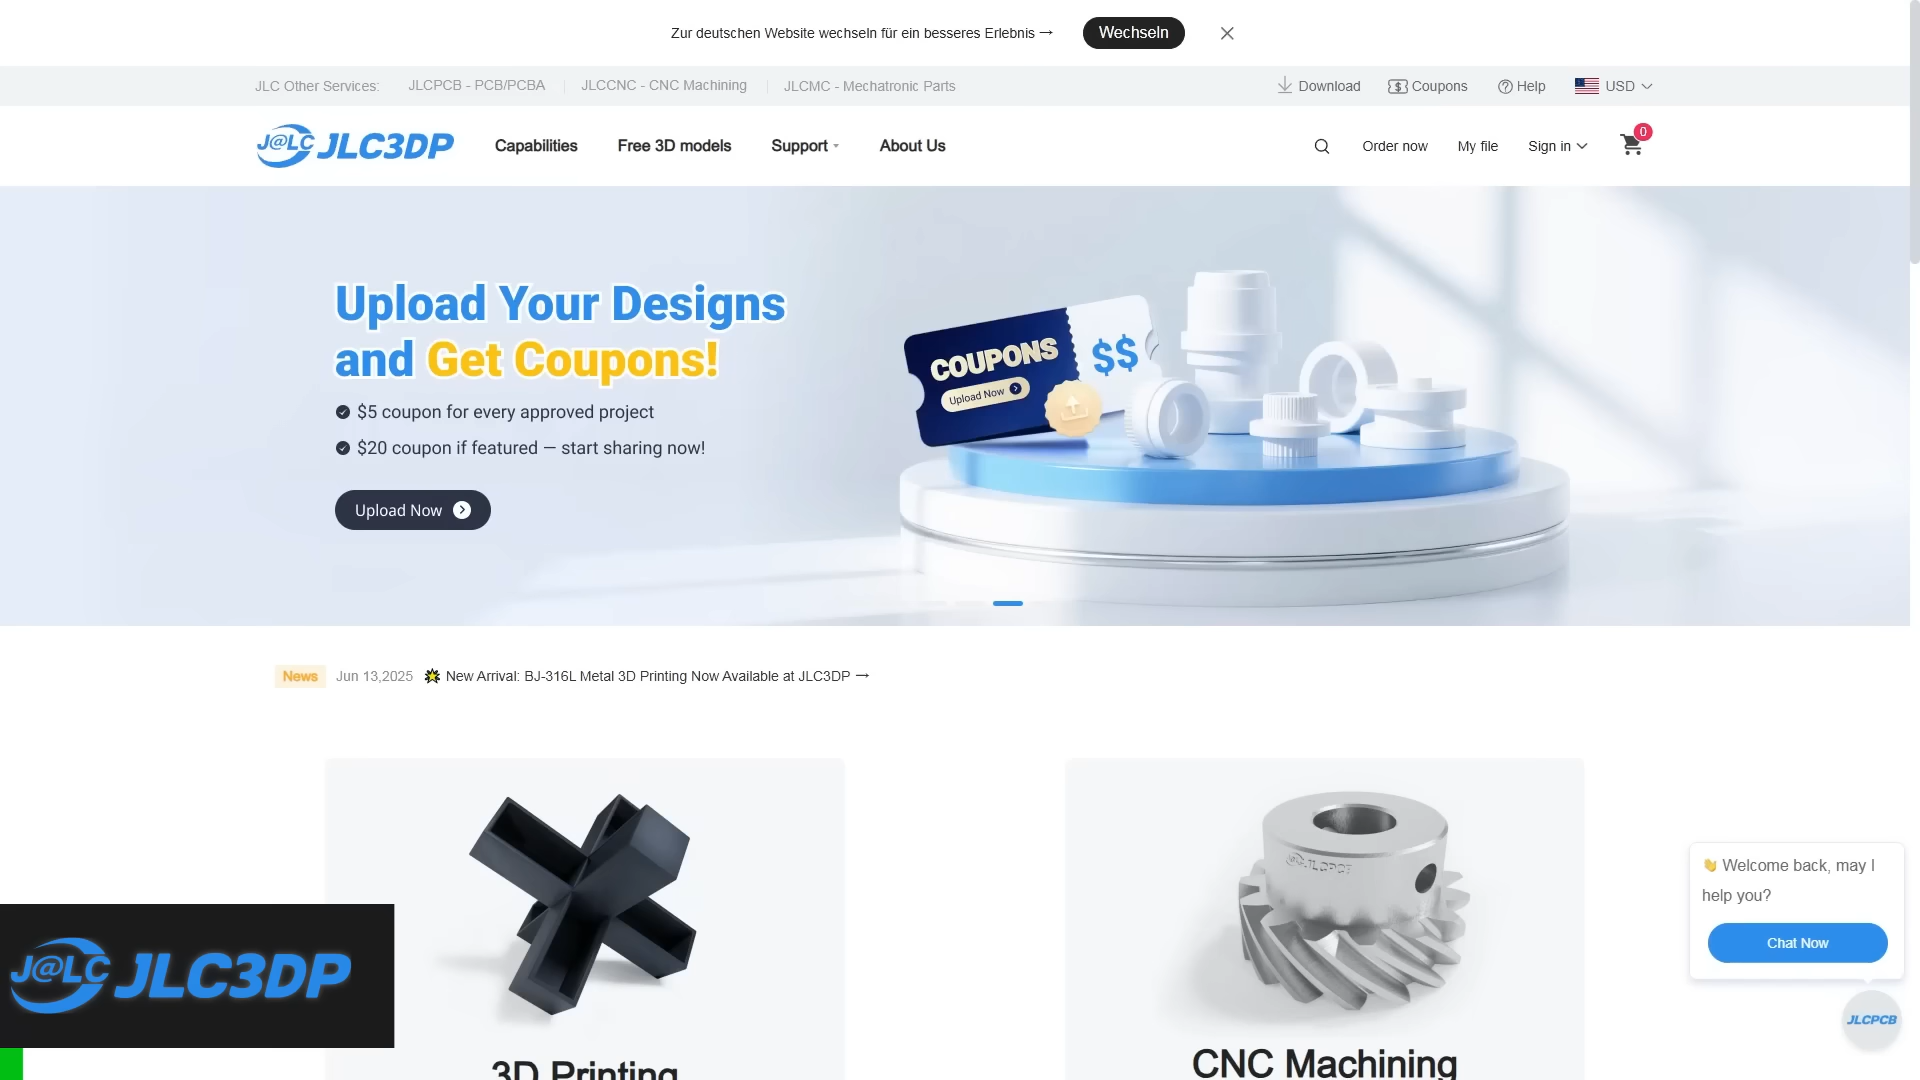 Zur deutschen Website wechseln für ein besseres Erlebnis → Wechseln
JLC Other Services: JLCPCB - PCB/PCBA JLCCNC - CNC Machining JLCMC - Mechatronic Parts Download Coupons Help USD
J@LC JLC3DP Capabilities Free 3D models Support About Us Order now My file Sign in 0
Upload Your Designs
and Get Coupons!
$5 coupon for every approved project
$20 coupon if featured — start sharing now!
Upload Now
COUPONS $$
Upload Now
News Jun 13,2025 New Arrival: BJ-316L Metal 3D Printing Now Available at JLC3DP →
3D Printing
CNC Machining
👋 Welcome back, may I
help you?
Chat Now
JLCPCB
J@LC JLC3DP